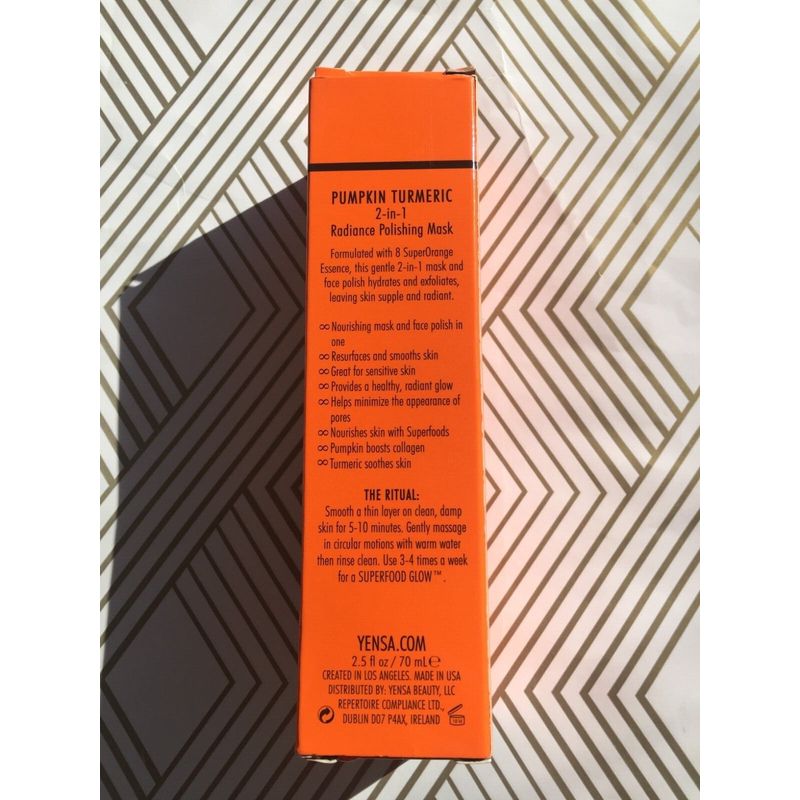 PUMPKIN TURMERIC
2-in-1
Radiance Polishing Mask
Formulated with 8 SuperOrange
Essence, this gentle 2-in-1 mask and
face polish hydrates and exfoliates,
leaving skin supple and radiant.
∞ Nourishing mask and face polish in
one
∞ Resurfaces and smooths skin
∞ Great for sensitive skin
∞ Provides a healthy, radiant glow
∞ Helps minimize the appearance of
pores
∞ Nourishes skin with Superfoods
∞ Pumpkin boosts collagen
∞ Turmeric soothes skin
THE RITUAL:
Smooth a thin layer on clean, damp
skin for 5-10 minutes. Gently massage
in circular motions with warm water
then rinse clean. Use 3-4 times a week
for a SUPERFOOD GLOW™.
YENSA.COM
2.5 fl oz / 70 mL℮
CREATED IN LOS ANGELES. MADE IN USA
DISTRIBUTED BY: YENSA BEAUTY, LLC
REPERTOIRE COMPLIANCE LTD.,
DUBLIN D07 P4AX, IRELAND